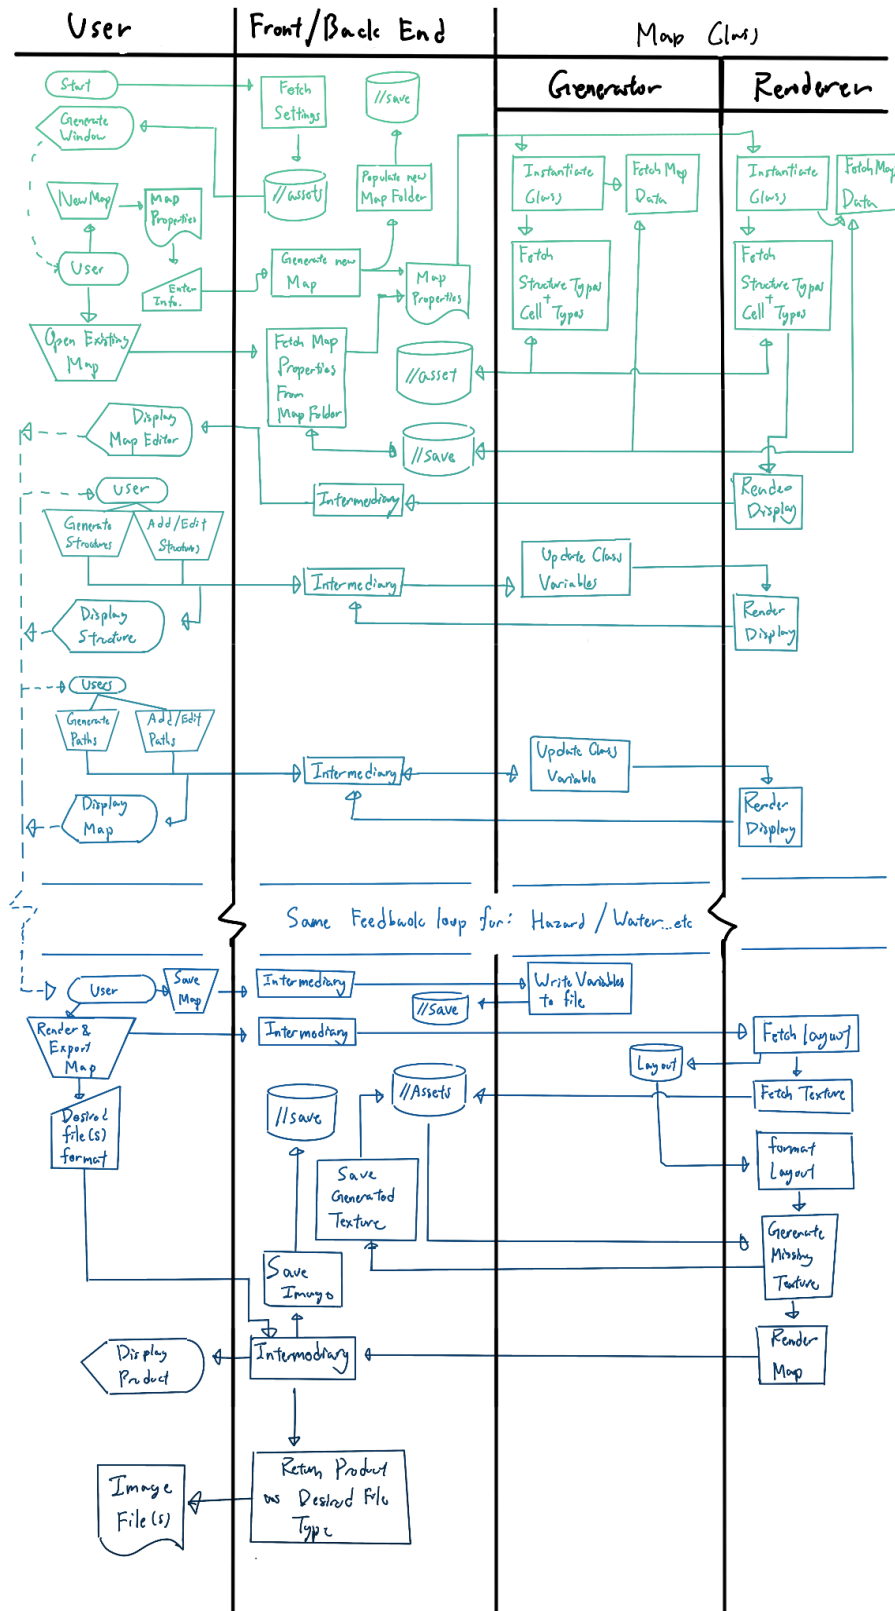 User
Front/Back End
Map Class
Generator
Renderer
Start
Fetch
Settings
//save
Generate
Window
//assets
Populate new
Map Folder
Instantiate
Class
Fetch Map
Data
Instantiate
Class
Fetch Map
Data
New Map
Map
Properties
User
Enter
Info.
Generate new
Map
Map
Properties
Fetch
Structure Types
+
Cell Types
Fetch
Structure Types
+
Cell Types
Open Existing
Map
Fetch Map
Properties
From
Map Folder
//asset
Display
Map Editor
//save
User
Intermediary
Render
Display
Generate
Structures
Add/Edit
Structures
Intermediary
Update Class
Variables
Display
Structure
Render
Display
Users
Generate
Paths
Add/Edit
Paths
Intermediary
Update Class
Variable
Display
Map
Render
Display
Same Feedback loop for: Hazard / Water...etc
User
Save
Map
Intermediary
Write Variables
to file
//Save
Render &
Export
Map
Intermediary
Fetch layout
Layout
Fetch Texture
//Assets
//save
Desired
file(s)
format
Save
Generated
Texture
format
Layout
Generate
Missing
Texture
Save
Image
Render
Map
Intermediary
Display
Product
Return Product
as Desired File
Type
Image
File(s)